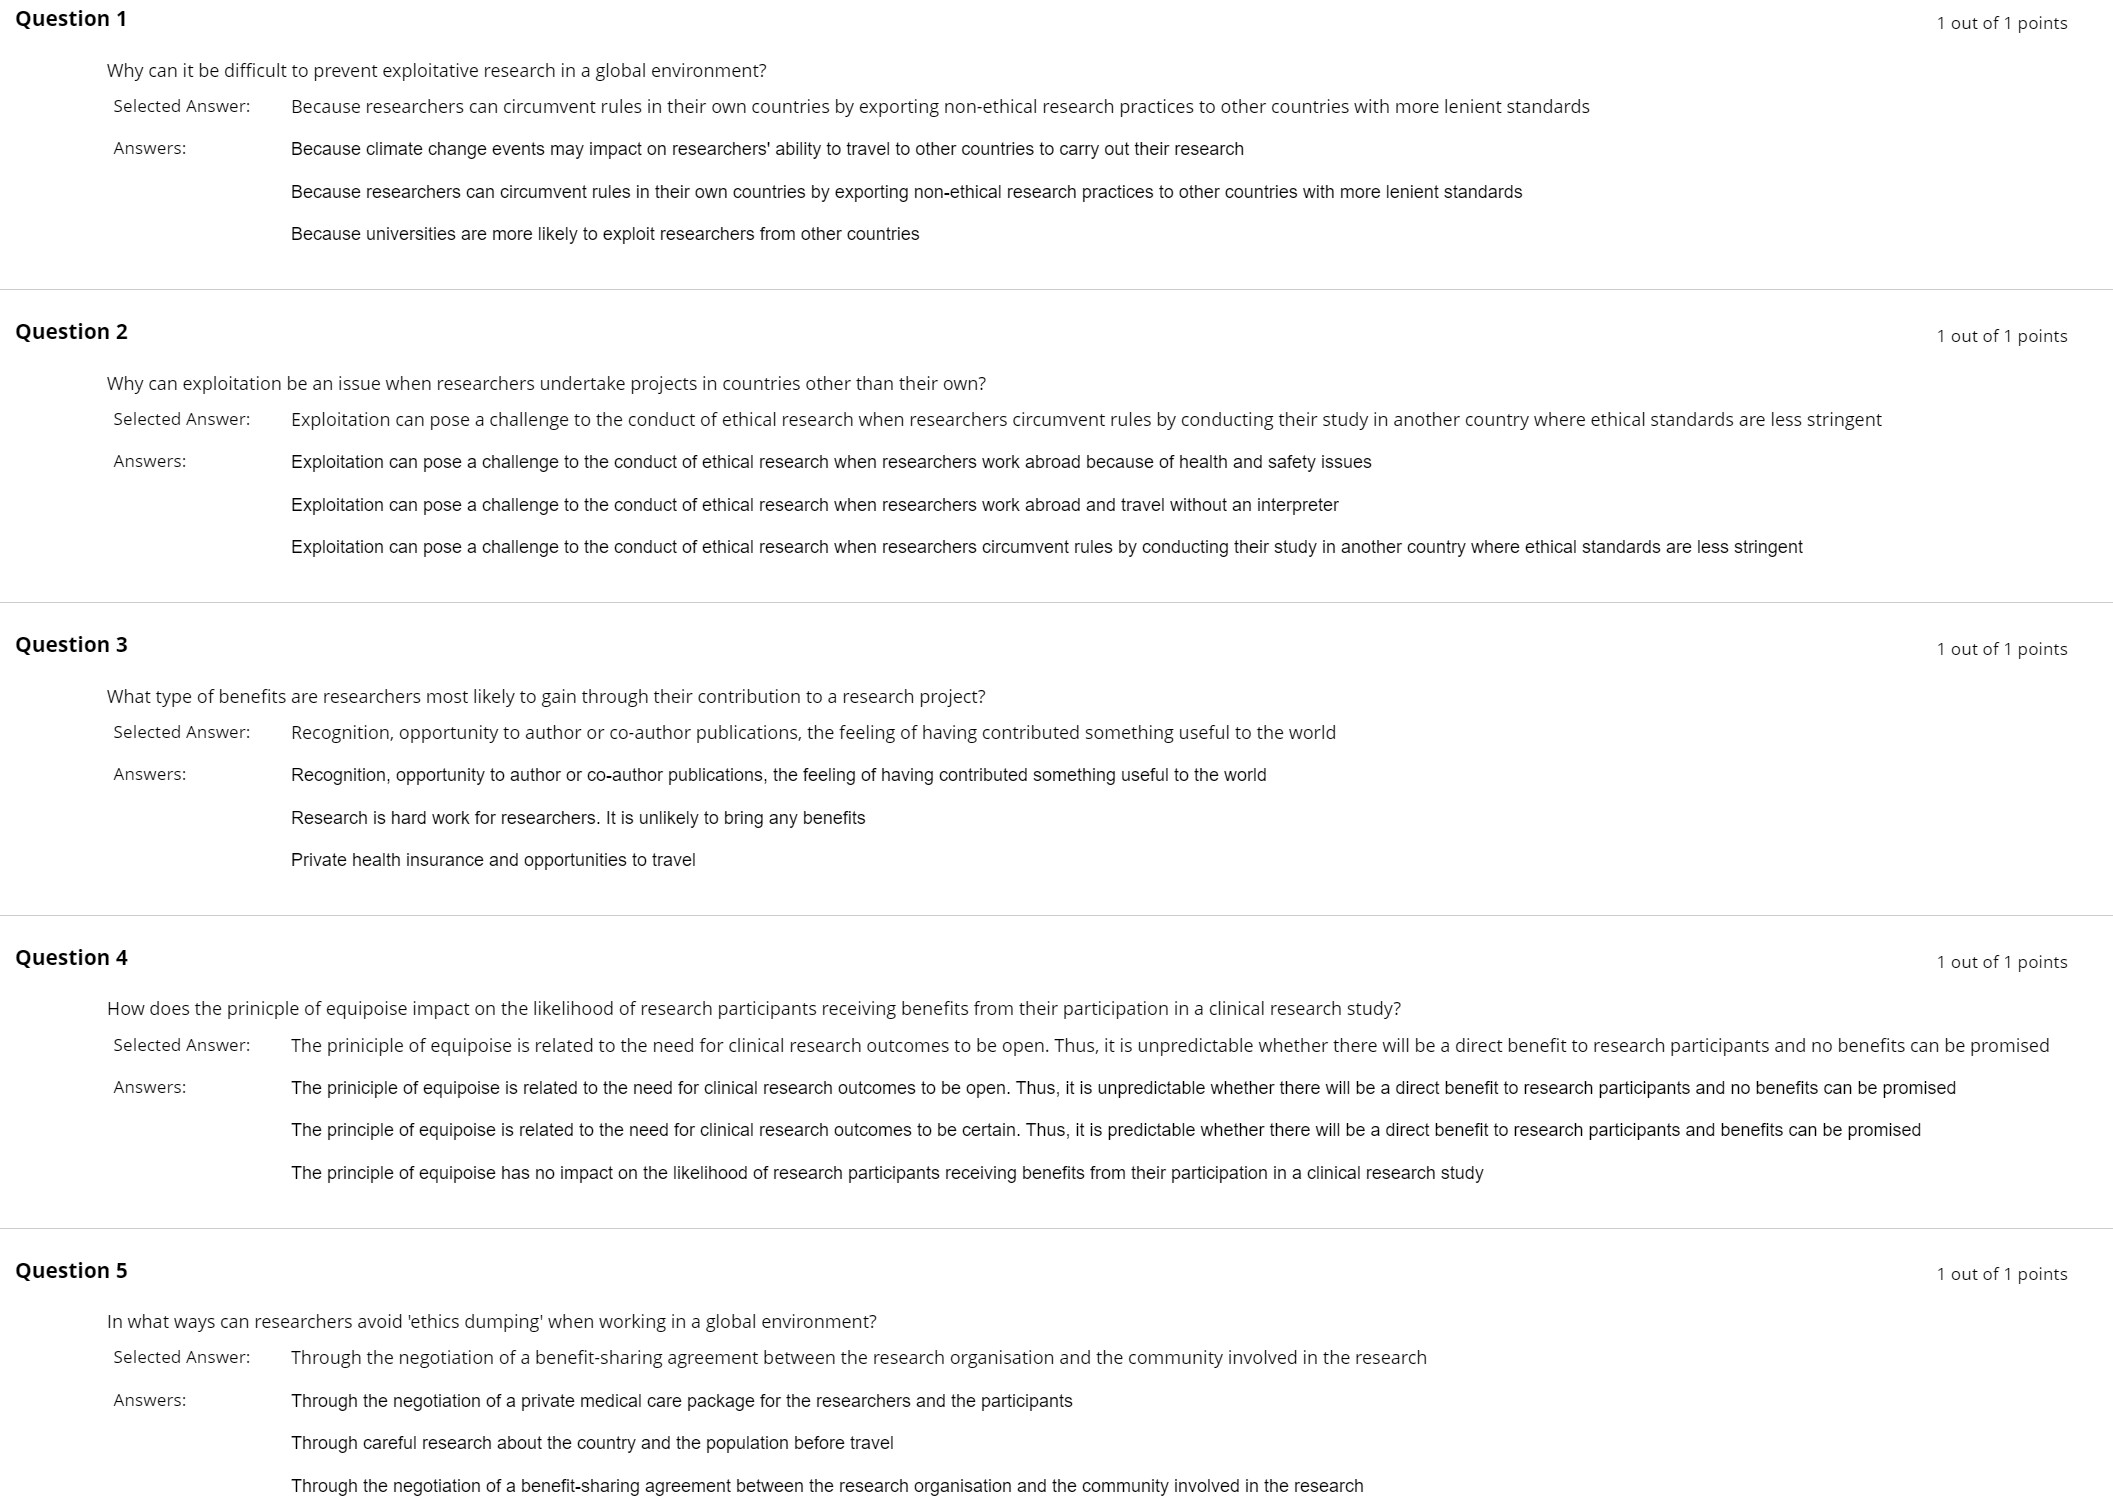 Question 1
1 out of 1 points
Why can it be difficult to prevent exploitative research in a global environment?
Selected Answer: Because researchers can circumvent rules in their own countries by exporting non-ethical research practices to other countries with more lenient standards
Answers: Because climate change events may impact on researchers' ability to travel to other countries to carry out their research
Because researchers can circumvent rules in their own countries by exporting non-ethical research practices to other countries with more lenient standards
Because universities are more likely to exploit researchers from other countries
Question 2
1 out of 1 points
Why can exploitation be an issue when researchers undertake projects in countries other than their own?
Selected Answer: Exploitation can pose a challenge to the conduct of ethical research when researchers circumvent rules by conducting their study in another country where ethical standards are less stringent
Answers: Exploitation can pose a challenge to the conduct of ethical research when researchers work abroad because of health and safety issues
Exploitation can pose a challenge to the conduct of ethical research when researchers work abroad and travel without an interpreter
Exploitation can pose a challenge to the conduct of ethical research when researchers circumvent rules by conducting their study in another country where ethical standards are less stringent
Question 3
1 out of 1 points
What type of benefits are researchers most likely to gain through their contribution to a research project?
Selected Answer: Recognition, opportunity to author or co-author publications, the feeling of having contributed something useful to the world
Answers: Recognition, opportunity to author or co-author publications, the feeling of having contributed something useful to the world
Research is hard work for researchers. It is unlikely to bring any benefits
Private health insurance and opportunities to travel
Question 4
1 out of 1 points
How does the prinicple of equipoise impact on the likelihood of research participants receiving benefits from their participation in a clinical research study?
Selected Answer: The priniciple of equipoise is related to the need for clinical research outcomes to be open. Thus, it is unpredictable whether there will be a direct benefit to research participants and no benefits can be promised
Answers: The priniciple of equipoise is related to the need for clinical research outcomes to be open. Thus, it is unpredictable whether there will be a direct benefit to research participants and no benefits can be promised
The principle of equipoise is related to the need for clinical research outcomes to be certain. Thus, it is predictable whether there will be a direct benefit to research participants and benefits can be promised
The principle of equipoise has no impact on the likelihood of research participants receiving benefits from their participation in a clinical research study
Question 5
1 out of 1 points
In what ways can researchers avoid 'ethics dumping' when working in a global environment?
Selected Answer: Through the negotiation of a benefit-sharing agreement between the research organisation and the community involved in the research
Answers: Through the negotiation of a private medical care package for the researchers and the participants
Through careful research about the country and the population before travel
Through the negotiation of a benefit-sharing agreement between the research organisation and the community involved in the research